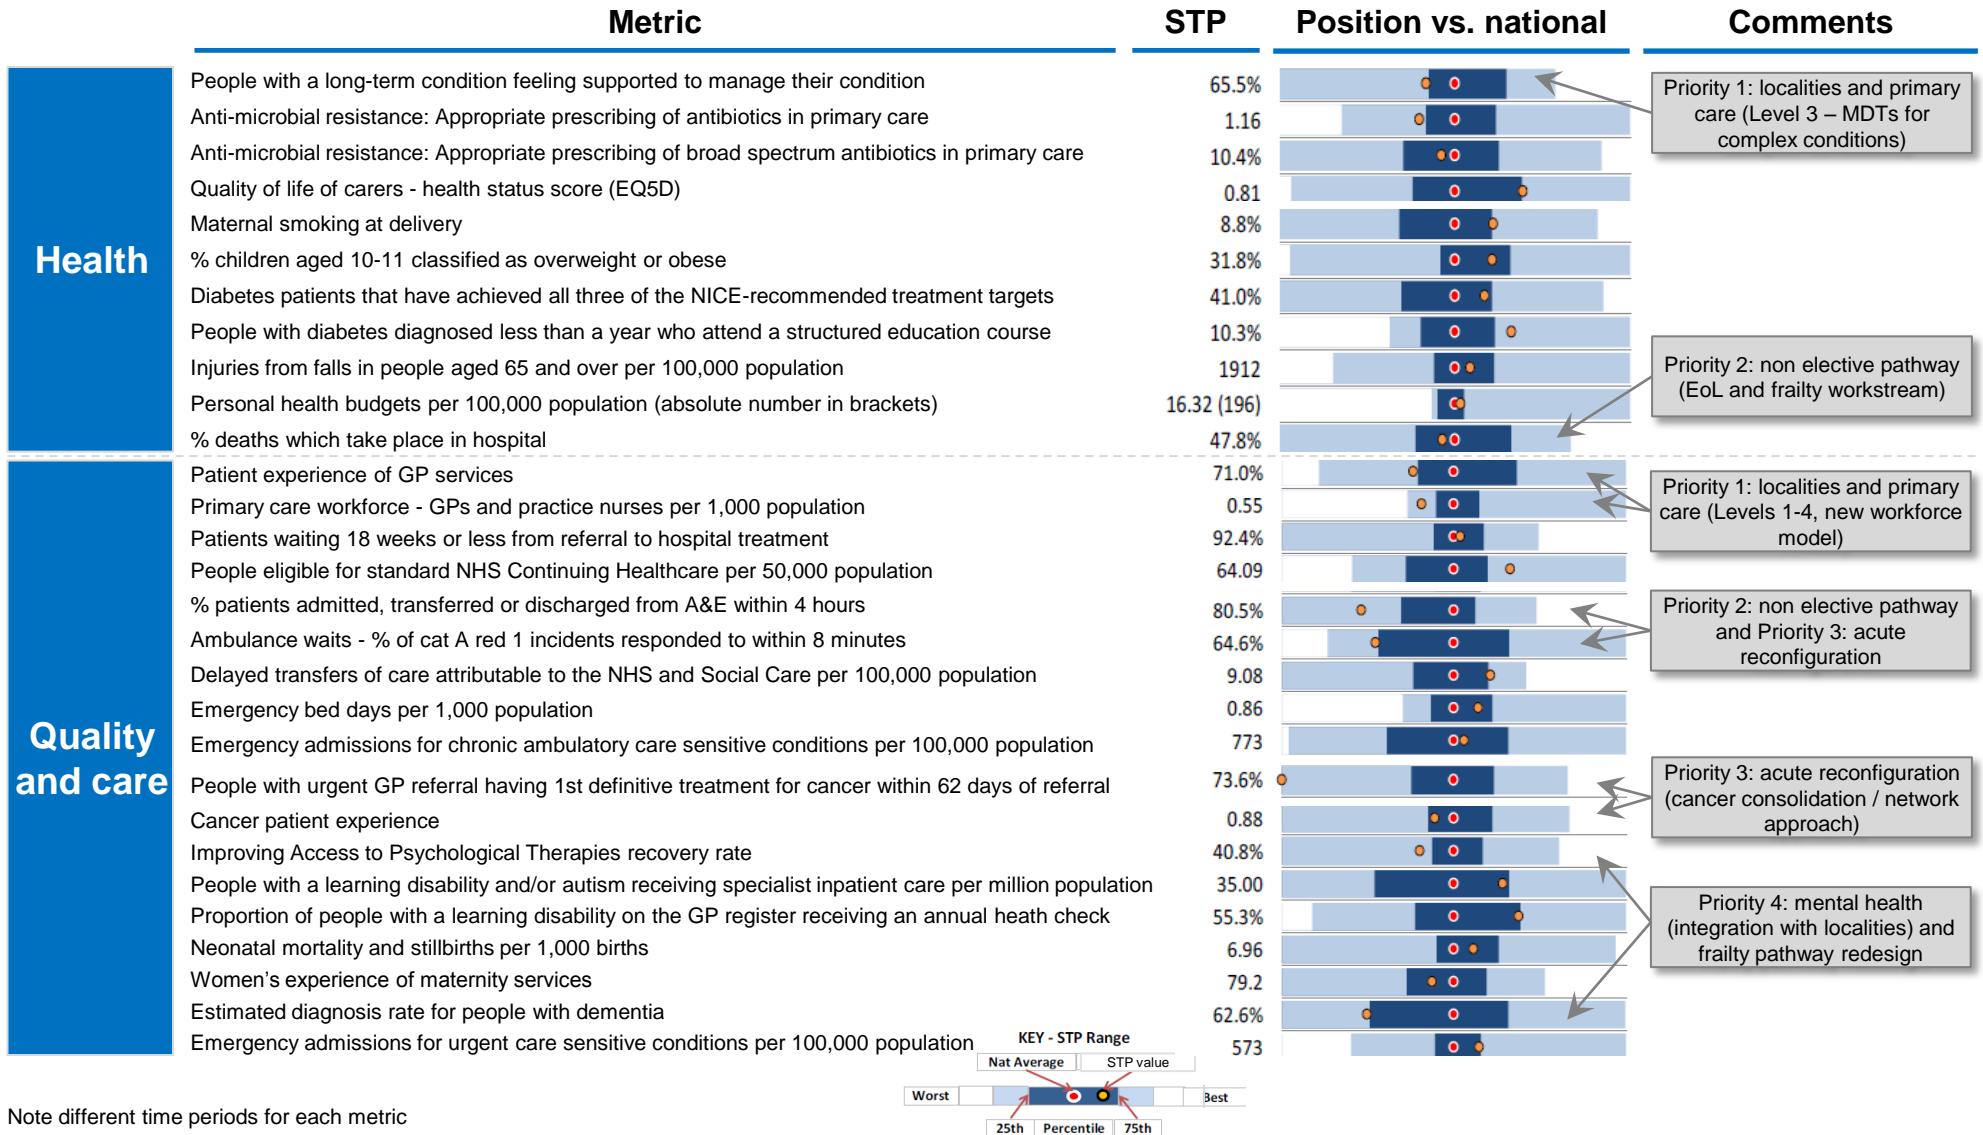 Metric STP Position vs. national Comments
Health
People with a long-term condition feeling supported to manage their condition 65.5%
Anti-microbial resistance: Appropriate prescribing of antibiotics in primary care 1.16
Anti-microbial resistance: Appropriate prescribing of broad spectrum antibiotics in primary care 10.4%
Quality of life of carers - health status score (EQ5D) 0.81
Maternal smoking at delivery 8.8%
% children aged 10-11 classified as overweight or obese 31.8%
Diabetes patients that have achieved all three of the NICE-recommended treatment targets 41.0%
People with diabetes diagnosed less than a year who attend a structured education course 10.3%
Injuries from falls in people aged 65 and over per 100,000 population 1912
Personal health budgets per 100,000 population (absolute number in brackets) 16.32 (196)
% deaths which take place in hospital 47.8%
Priority 1: localities and primary
care (Level 3 – MDTs for
complex conditions)
Priority 2: non elective pathway
(EoL and frailty workstream)
Quality
and care
Patient experience of GP services 71.0%
Primary care workforce - GPs and practice nurses per 1,000 population 0.55
Patients waiting 18 weeks or less from referral to hospital treatment 92.4%
People eligible for standard NHS Continuing Healthcare per 50,000 population 64.09
% patients admitted, transferred or discharged from A&E within 4 hours 80.5%
Ambulance waits - % of cat A red 1 incidents responded to within 8 minutes 64.6%
Delayed transfers of care attributable to the NHS and Social Care per 100,000 population 9.08
Emergency bed days per 1,000 population 0.86
Emergency admissions for chronic ambulatory care sensitive conditions per 100,000 population 773
People with urgent GP referral having 1st definitive treatment for cancer within 62 days of referral 73.6%
Cancer patient experience 0.88
Improving Access to Psychological Therapies recovery rate 40.8%
People with a learning disability and/or autism receiving specialist inpatient care per million population 35.00
Proportion of people with a learning disability on the GP register receiving an annual heath check 55.3%
Neonatal mortality and stillbirths per 1,000 births 6.96
Women's experience of maternity services 79.2
Estimated diagnosis rate for people with dementia 62.6%
Emergency admissions for urgent care sensitive conditions per 100,000 population 573
Priority 1: localities and primary
care (Levels 1-4, new workforce
model)
Priority 2: non elective pathway
and Priority 3: acute
reconfiguration
Priority 3: acute reconfiguration
(cancer consolidation / network
approach)
Priority 4: mental health
(integration with localities) and
frailty pathway redesign
KEY - STP Range
Nat Average STP value
Worst Best
25th Percentile 75th
Note different time periods for each metric